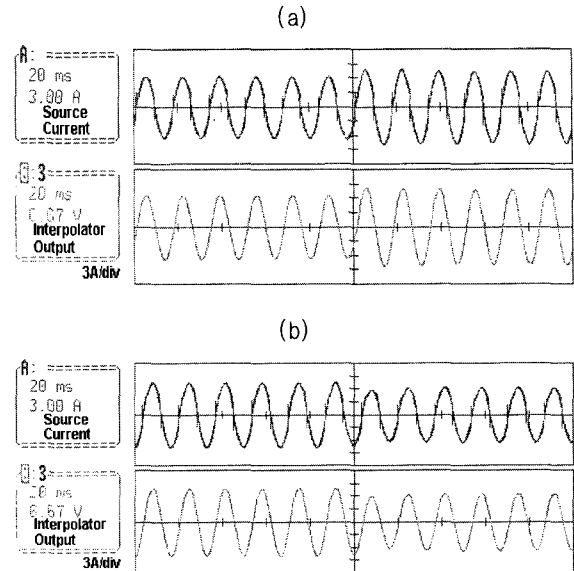 (a)
A:
20 ms
3.00 A
Source
Current
3
20 ms
V
Interpolator
Output
3A/div
(b)
A:
20 ms
3.00 A
Source
Current
3
ms
V
Interpolator
Output
3A/div